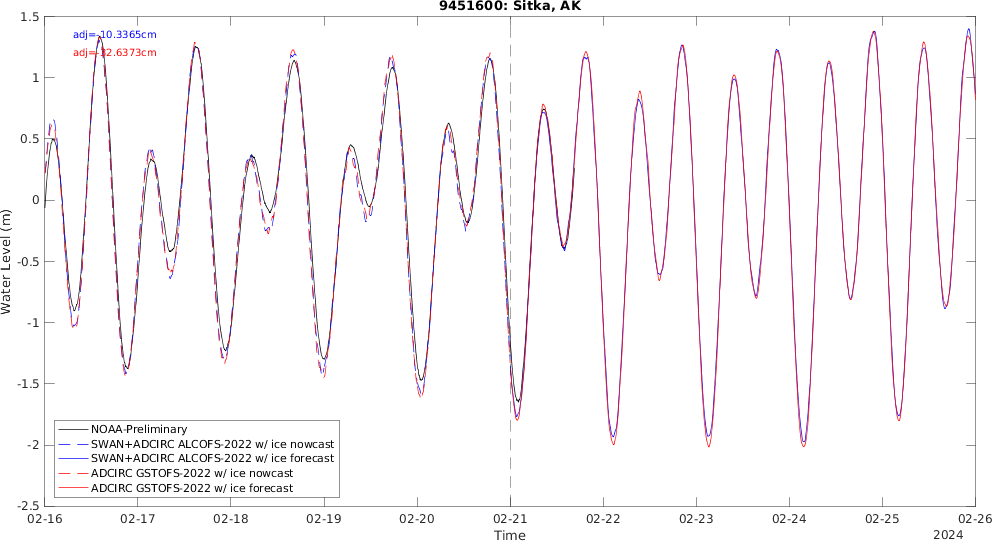 9451600: Sitka, AK
adj=-10.3365cm
adj=-12.6373cm
1.5
1
0.5
0
-0.5
-1
-1.5
-2
-2.5
Water Level (m)
NOAA-Preliminary
SWAN+ADCIRC ALCOFS-2022 w/ ice nowcast
SWAN+ADCIRC ALCOFS-2022 w/ ice forecast
ADCIRC GSTOFS-2022 w/ ice nowcast
ADCIRC GSTOFS-2022 w/ ice forecast
02-16 02-17 02-18 02-19 02-20 02-21 02-22 02-23 02-24 02-25 02-26
Time
2024